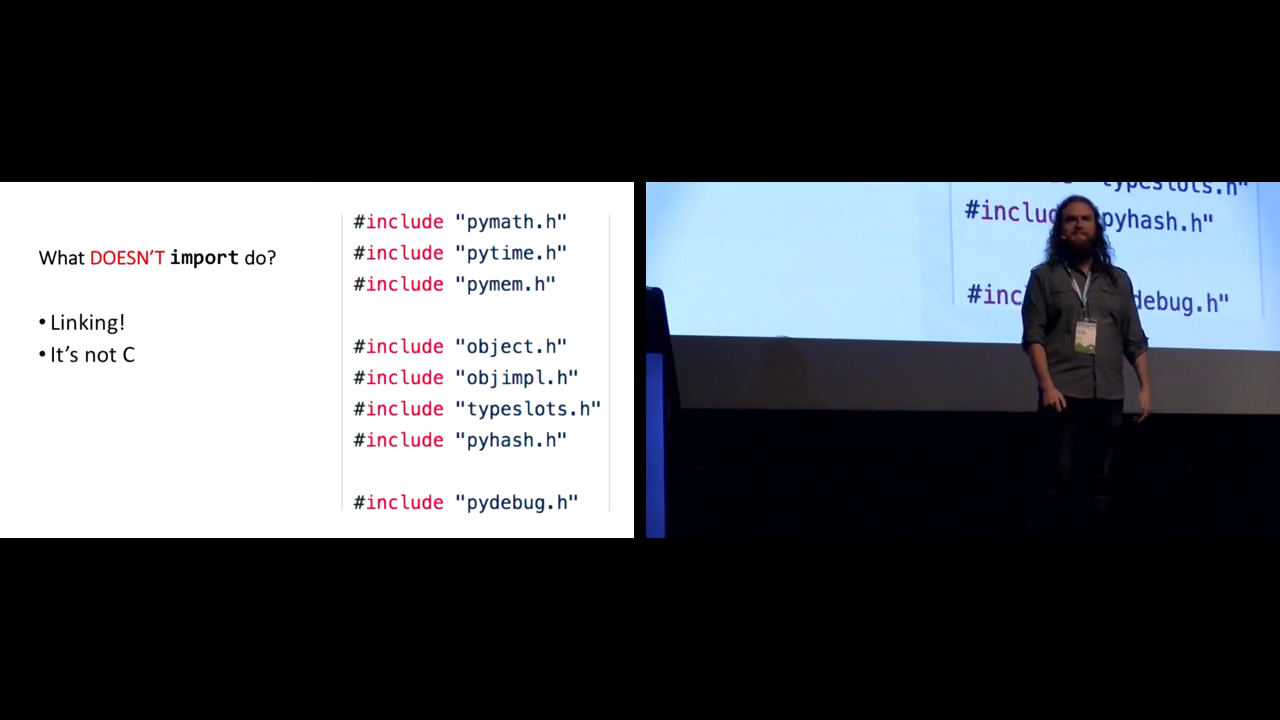 What DOESN'T import do?
• Linking!
• It's not C
#include "pymath.h"
#include "pytime.h"
#include "pymem.h"
#include "object.h"
#include "objimpl.h"
#include "typeslots.h"
#include "pyhash.h"
#include "pydebug.h"
typeslots.h"
#includ pyhash.h"
#inc debug.h"